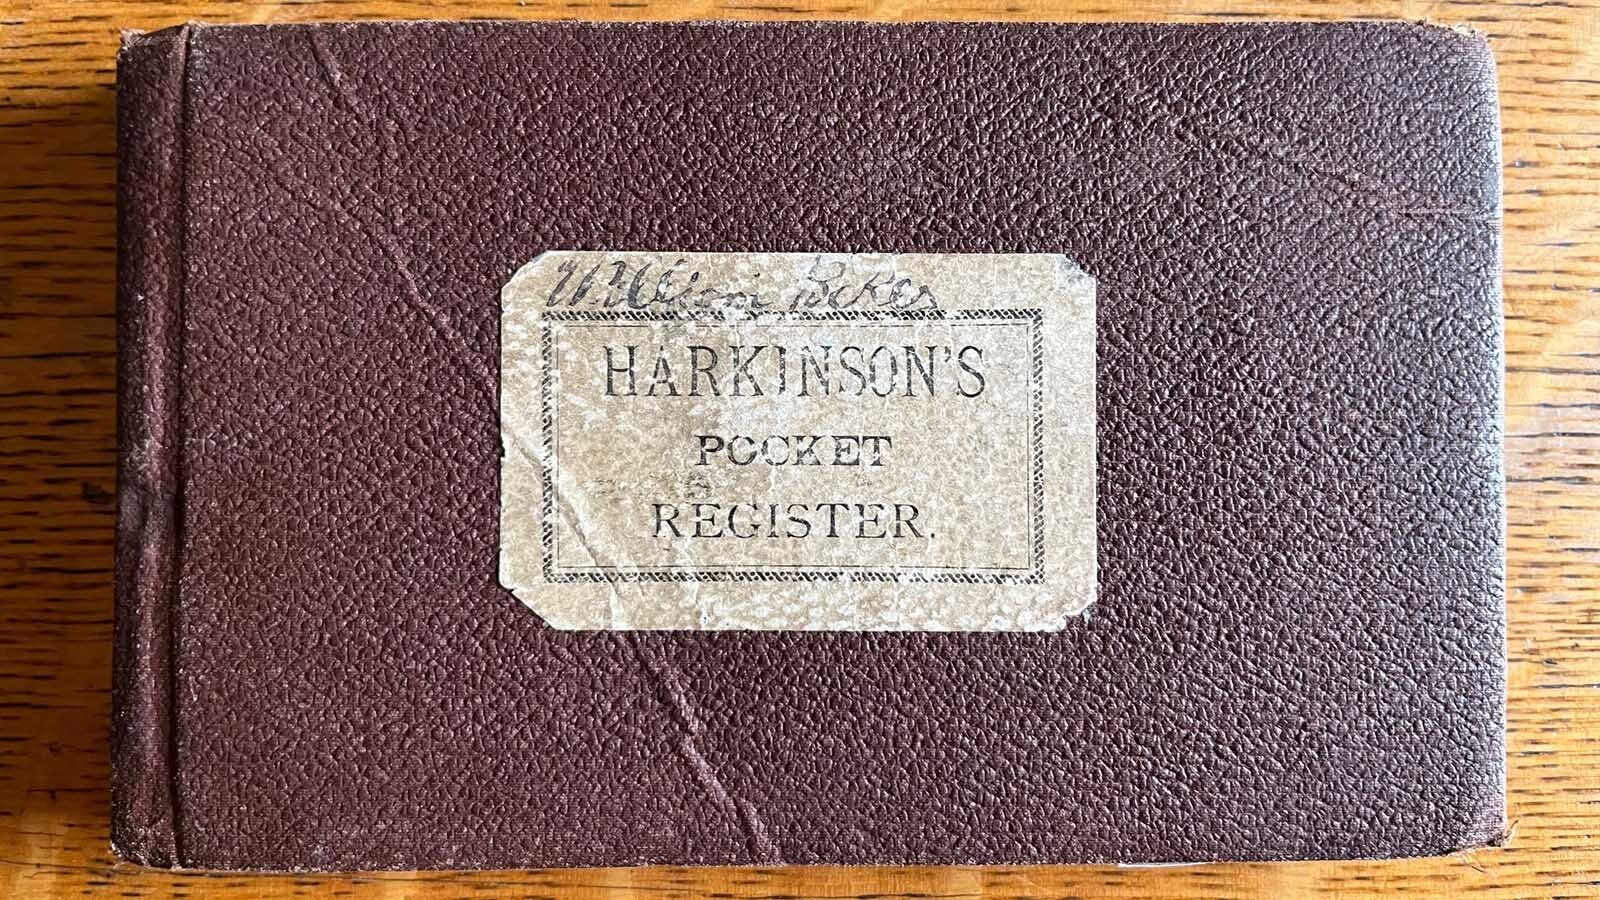 HARKINSON'S
POCKET
REGISTER.